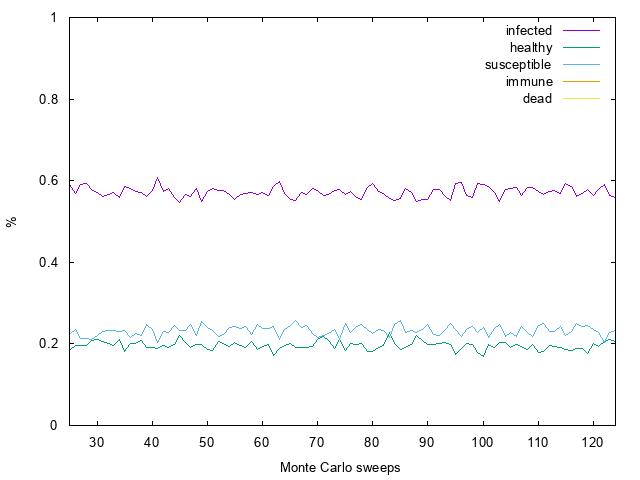 1
infected
healthy
susceptible
immune
dead
0.8
0.6
%
0.4
0.2
0
30 40 50 60 70 80 90 100 110 120
Monte Carlo sweeps